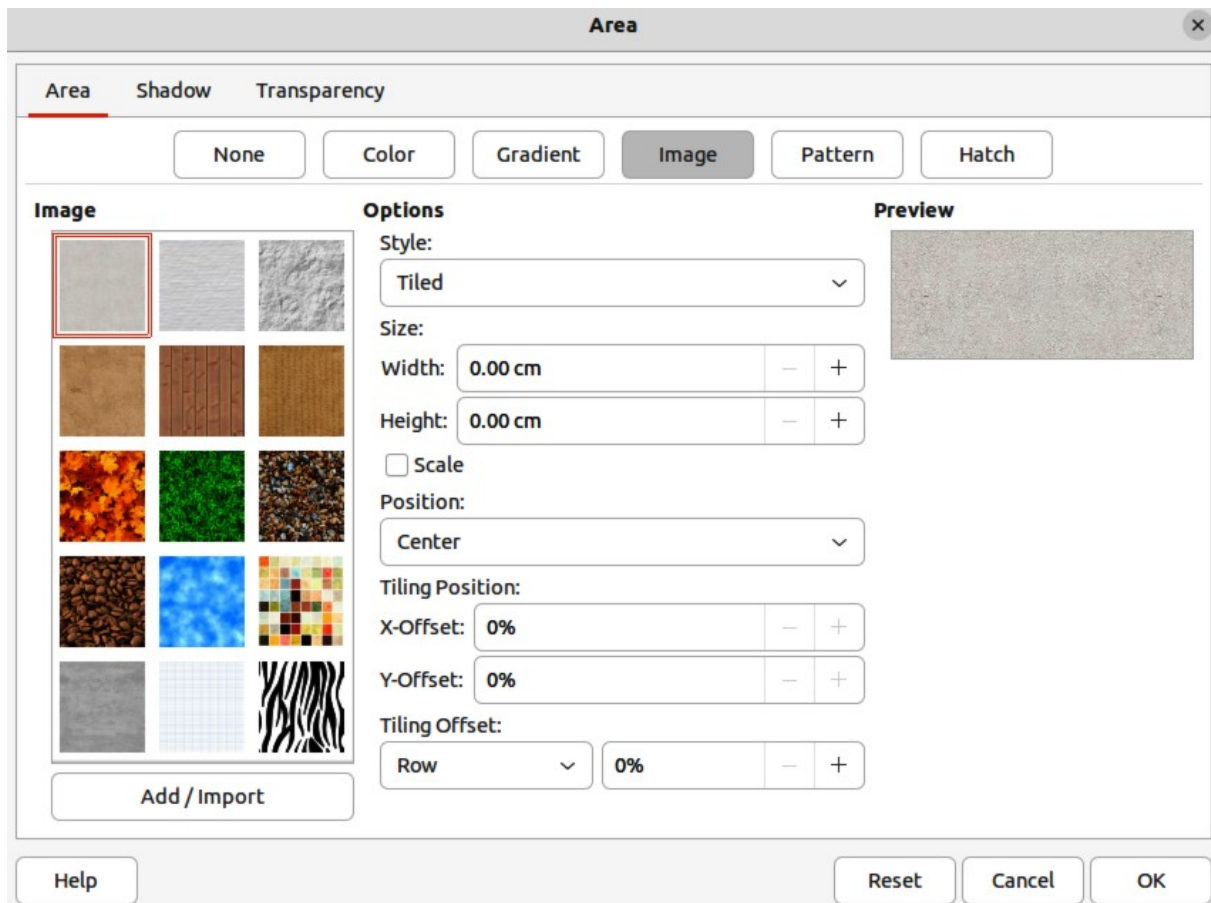 Area
Area Shadow Transparency
None Color Gradient Image Pattern Hatch
Image
Add / Import
Options
Style:
Tiled
Size:
Width: 0.00 cm
Height: 0.00 cm
Scale
Position:
Center
Tiling Position:
X-Offset: 0%
Y-Offset: 0%
Tiling Offset:
Row 0%
Preview
Help Reset Cancel OK